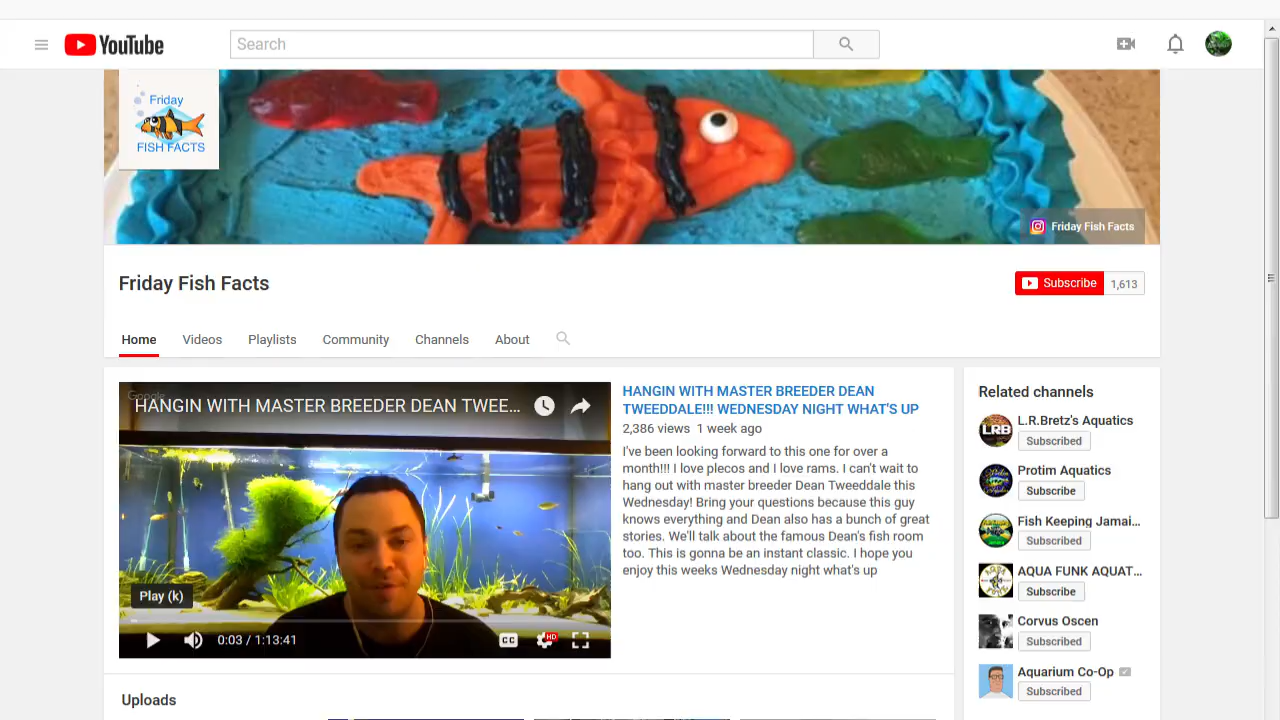 YouTube
Search
Friday
FISH FACTS
Friday Fish Facts
Friday Fish Facts
Subscribe 1,613
Home Videos Playlists Community Channels About
HANGIN WITH MASTER BREEDER DEAN TWEE...
Play (k)
0:03 / 1:13:41
CC
HD
HANGIN WITH MASTER BREEDER DEAN
TWEEDDALE!!! WEDNESDAY NIGHT WHAT'S UP
2,386 views 1 week ago
I've been looking forward to this one for over a
month!!! I love plecos and I love rams. I can't wait to
hang out with master breeder Dean Tweeddale this
Wednesday! Bring your questions because this guy
knows everything and Dean also has a bunch of great
stories. We'll talk about the famous Dean's fish room
too. This is gonna be an instant classic. I hope you
enjoy this weeks Wednesday night what's up
Related channels
LRB
L.R.Bretz's Aquatics
Subscribed
Protim Aquatics
Subscribe
Fish Keeping Jamai...
Subscribed
AQUA FUNK AQUAT...
Subscribe
Corvus Oscen
Subscribed
Aquarium Co-Op
Subscribed
Uploads